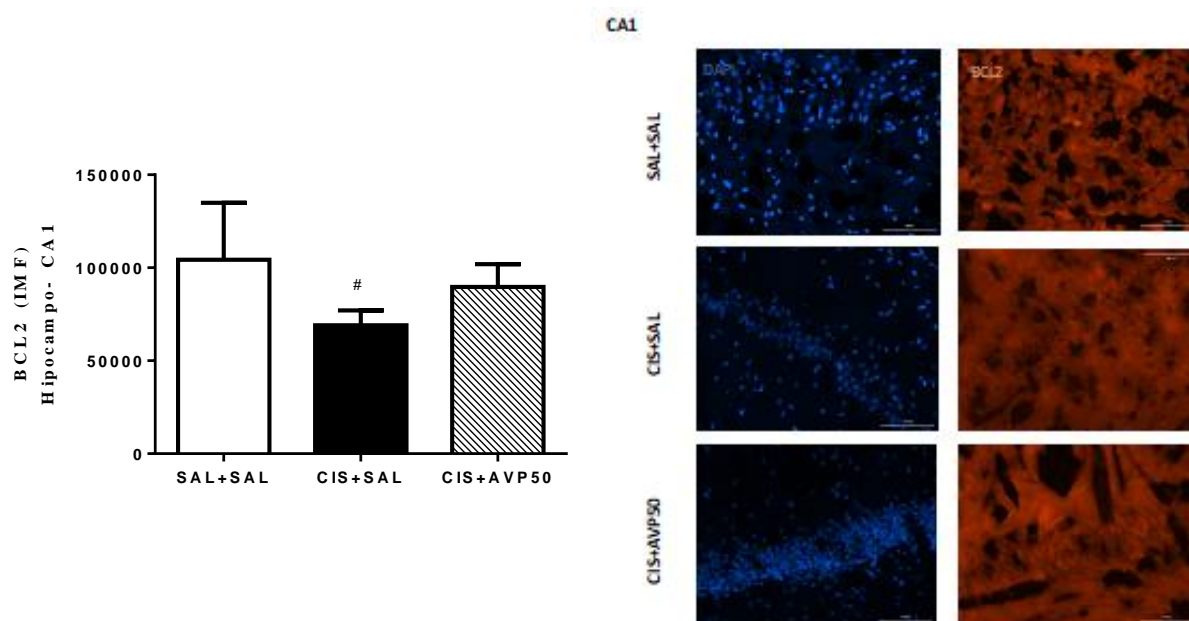 CA1
DAPI
BCL2
SAL+SAL
CIS+SAL
CIS+AVP50
BCL2 (IMF)
Hipocampo- CA1
150000
100000
50000
0
#
SAL+SAL CIS+SAL CIS+AVP50